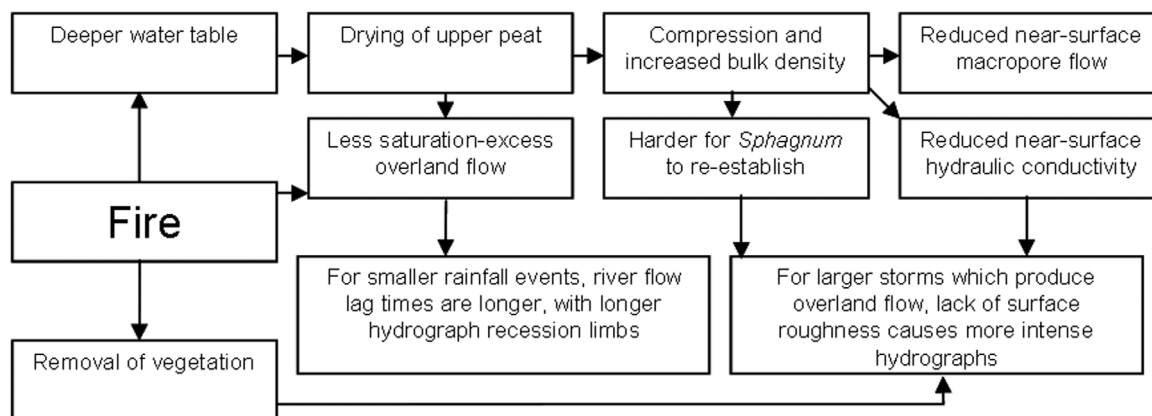 Deeper water table
Drying of upper peat
Compression and
increased bulk density
Reduced near-surface
macropore flow
Less saturation-excess
overland flow
Harder for Sphagnum
to re-establish
Reduced near-surface
hydraulic conductivity
Fire
For smaller rainfall events, river flow
lag times are longer, with longer
hydrograph recession limbs
For larger storms which produce
overland flow, lack of surface
roughness causes more intense
hydrographs
Removal of vegetation